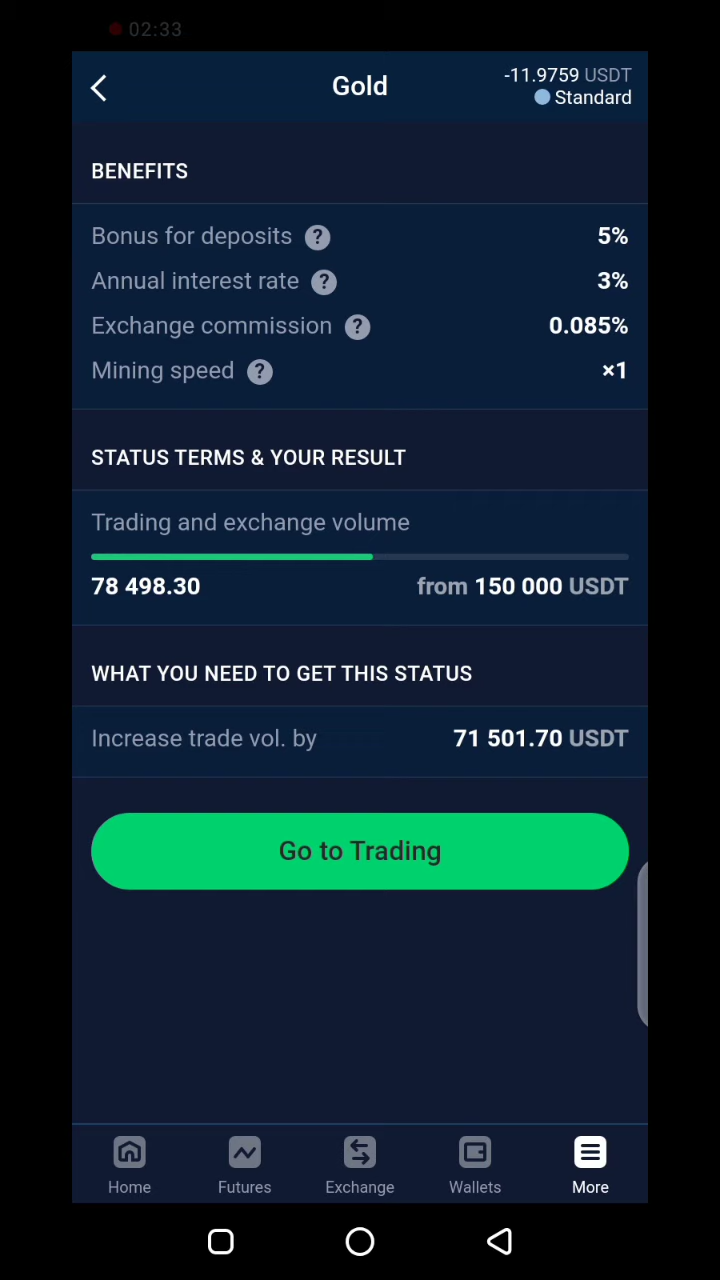 02:33
Gold
-11.9759 USDT
Standard
BENEFITS
Bonus for deposits ? 5%
Annual interest rate ? 3%
Exchange commission ? 0.085%
Mining speed ? ×1
STATUS TERMS & YOUR RESULT
Trading and exchange volume
78 498.30 from 150 000 USDT
WHAT YOU NEED TO GET THIS STATUS
Increase trade vol. by 71 501.70 USDT
Go to Trading
Home Futures Exchange Wallets More